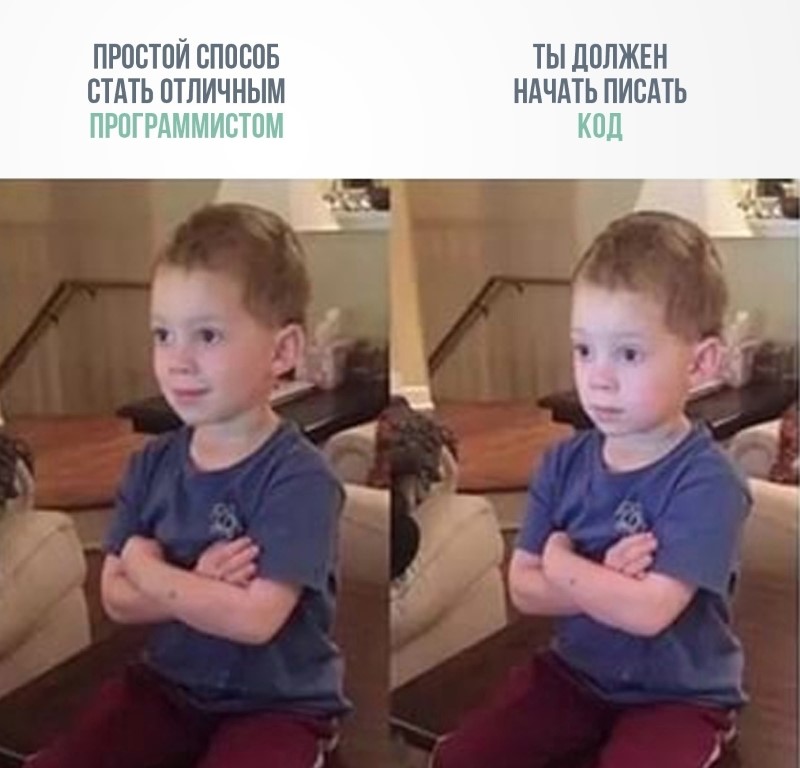 ПРОСТОЙ СПОСОБ
СТАТЬ ОТЛИЧНЫМ
ПРОГРАММИСТОМ
ТЫ ДОЛЖЕН
НАЧАТЬ ПИСАТЬ
КОД